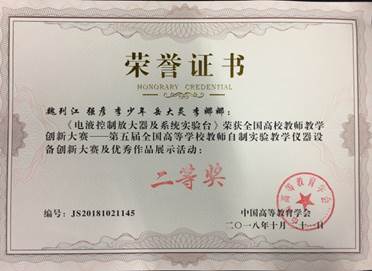 荣誉证书
HONORARY CREDENTIAL
魏列江 强彦 李少年 岳大灵 李娜娜：
《电液控制放大器及系统实验台》荣获全国高校教师教学
创新大赛——第五届全国高等学校教师自制实验教学仪器设
备创新大赛及优秀作品展示活动：
二等奖
编号：JS20181021145
中国高等教育学会
二〇一八年十月二十一日